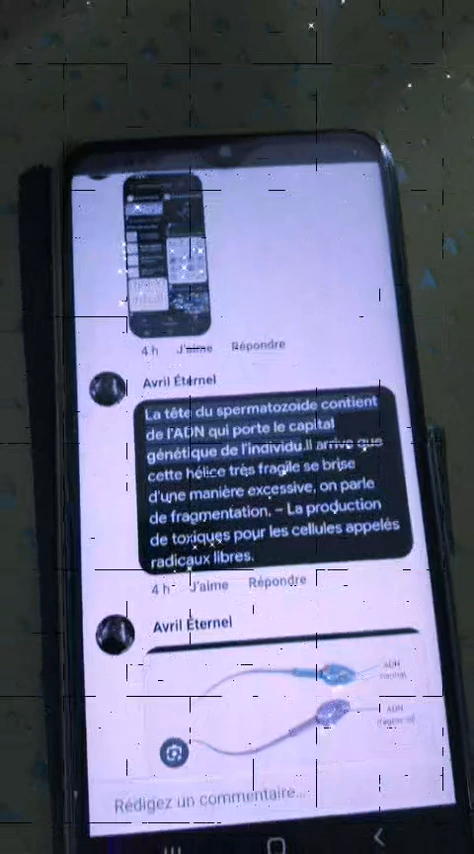 4 h J'aime Répondre
Avril Éternel
La tête du spermatozoïde contient
de l'ADN qui porte le capital
génétique de l'individu.Il arrive que
cette hélice très fragile se brise
d'une manière excessive, on parle
de fragmentation. – La production
de toxiques pour les cellules appelés
radicaux libres.
4 h J'aime Répondre
Avril Éternel
ADN
normal
ADN
Rédigez un commentaire...